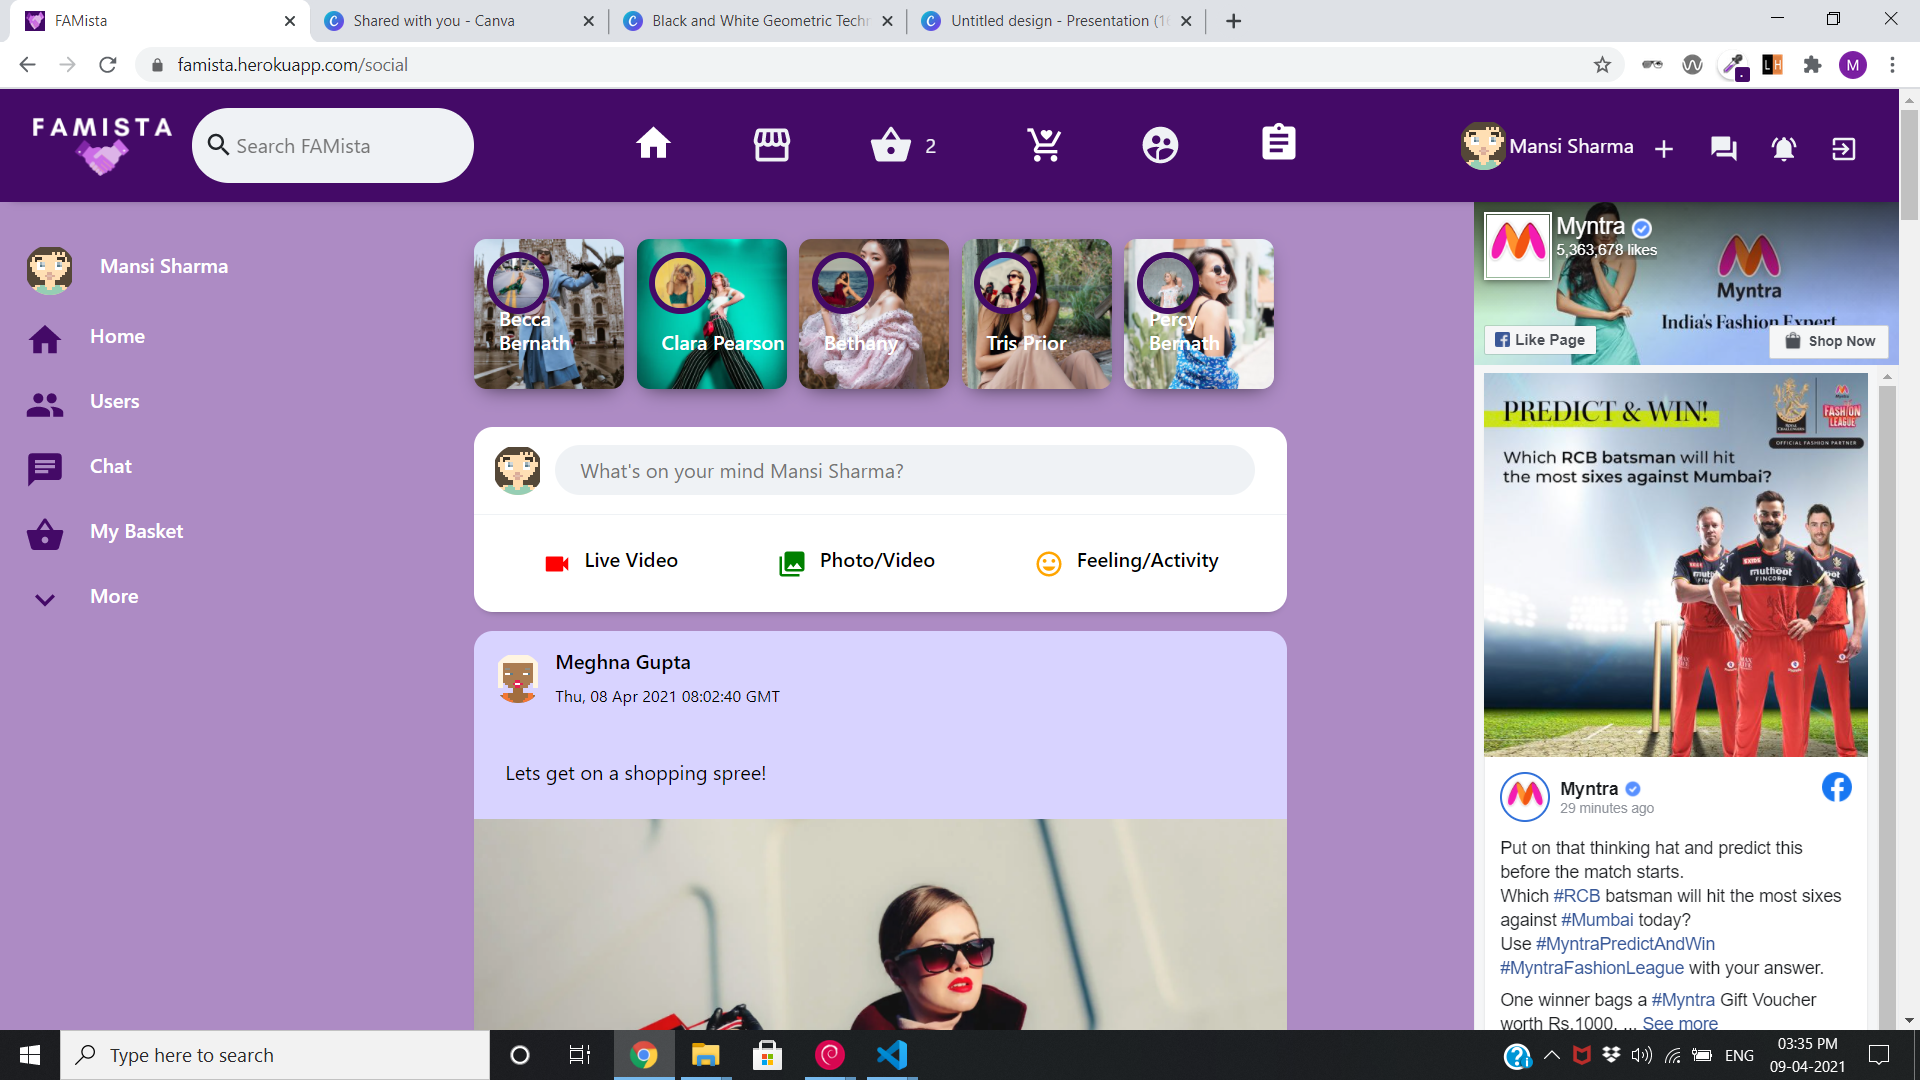 FAMista
Shared with you - Canva
Black and White Geometric Techn
Untitled design - Presentation (16
famista.herokuapp.com/social
M
FAMISTA
Search FAMista
2
Mansi Sharma
Mansi Sharma
Home
Users
Chat
My Basket
More
Becca
Bernath
Clara Pearson
Bethany
Tris Prior
Percy
Bernath
What's on your mind Mansi Sharma?
Live Video
Photo/Video
Feeling/Activity
Meghna Gupta
Thu, 08 Apr 2021 08:02:40 GMT
Lets get on a shopping spree!
Myntra
5,363,678 likes
Myntra
India's Fashion Expert
Like Page
Shop Now
PREDICT & WIN!
FASHION
LEAGUE
OFFICIAL FASHION PARTNER
Which RCB batsman will hit
the most sixes against Mumbai?
muthoot
FINCORP
Myntra
29 minutes ago
Put on that thinking hat and predict this
before the match starts.
Which #RCB batsman will hit the most sixes
against #Mumbai today?
Use #MyntraPredictAndWin
#MyntraFashionLeague with your answer.
One winner bags a #Myntra Gift Voucher
worth Rs.1000. ... See more
Type here to search
ENG
03:35 PM
09-04-2021